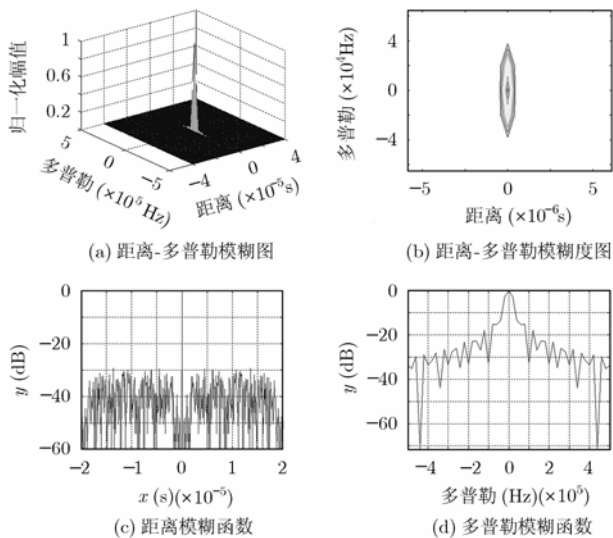 1
0.8
0.6
0.4
0.2
归一化幅值
5
0
−5
多普勒 (×10⁵Hz)
−4
0
4
距离 (×10⁻⁵s)
(a) 距离-多普勒模糊图
4
0
−4
多普勒 (×10⁴Hz)
−5
0
5
距离 (×10⁻⁶s)
(b) 距离-多普勒模糊度图
0
−20
−40
−60
y (dB)
−2
−1
0
1
2
x (s)(×10⁻⁵)
(c) 距离模糊函数
0
−20
−40
−60
y (dB)
−4
−2
0
2
4
多普勒 (Hz)(×10⁵)
(d) 多普勒模糊函数